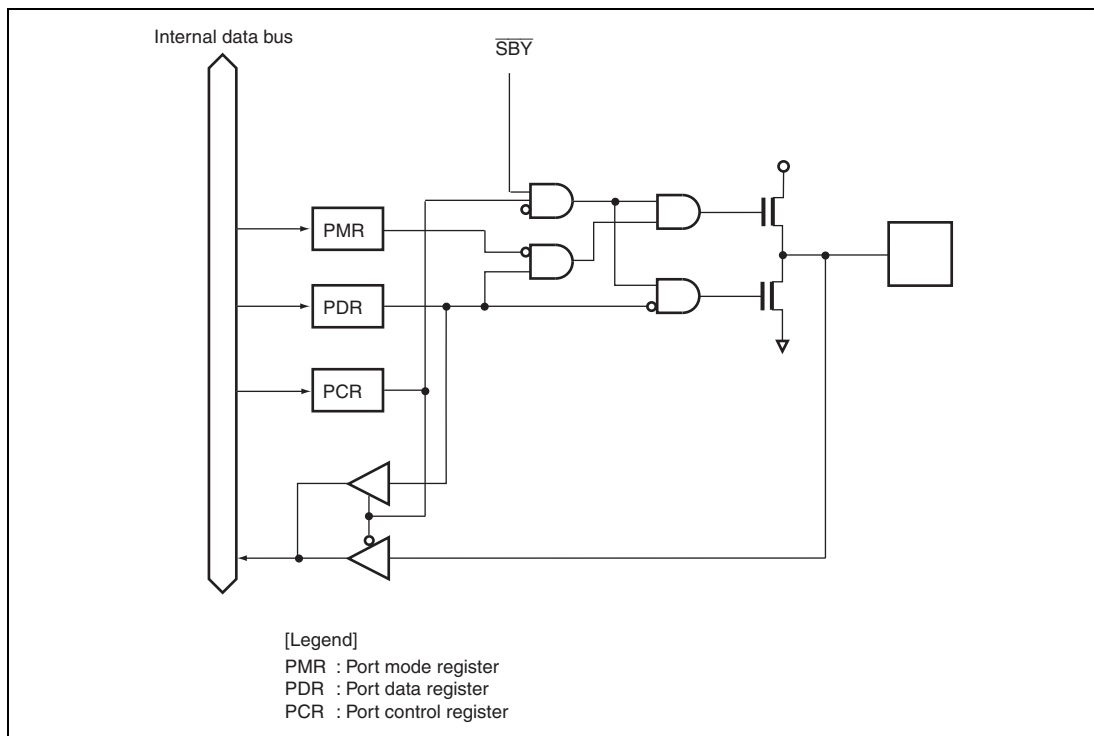 Internal data bus
SBY
PMR
PDR
PCR
[Legend]
PMR : Port mode register
PDR : Port data register
PCR : Port control register